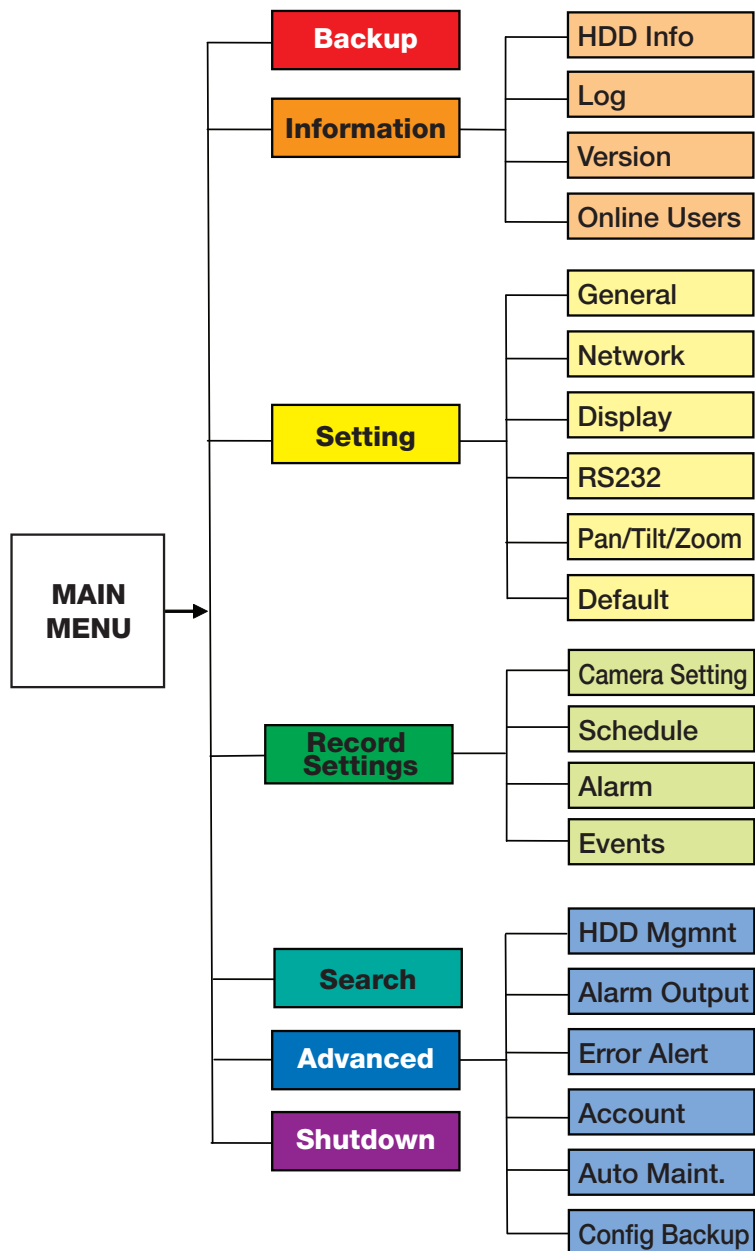 MAIN
MENU
Backup
Information
HDD Info
Log
Version
Online Users
Setting
General
Network
Display
RS232
Pan/Tilt/Zoom
Default
Record
Settings
Camera Setting
Schedule
Alarm
Events
Search
Advanced
HDD Mgmnt
Alarm Output
Error Alert
Account
Auto Maint.
Config Backup
Shutdown